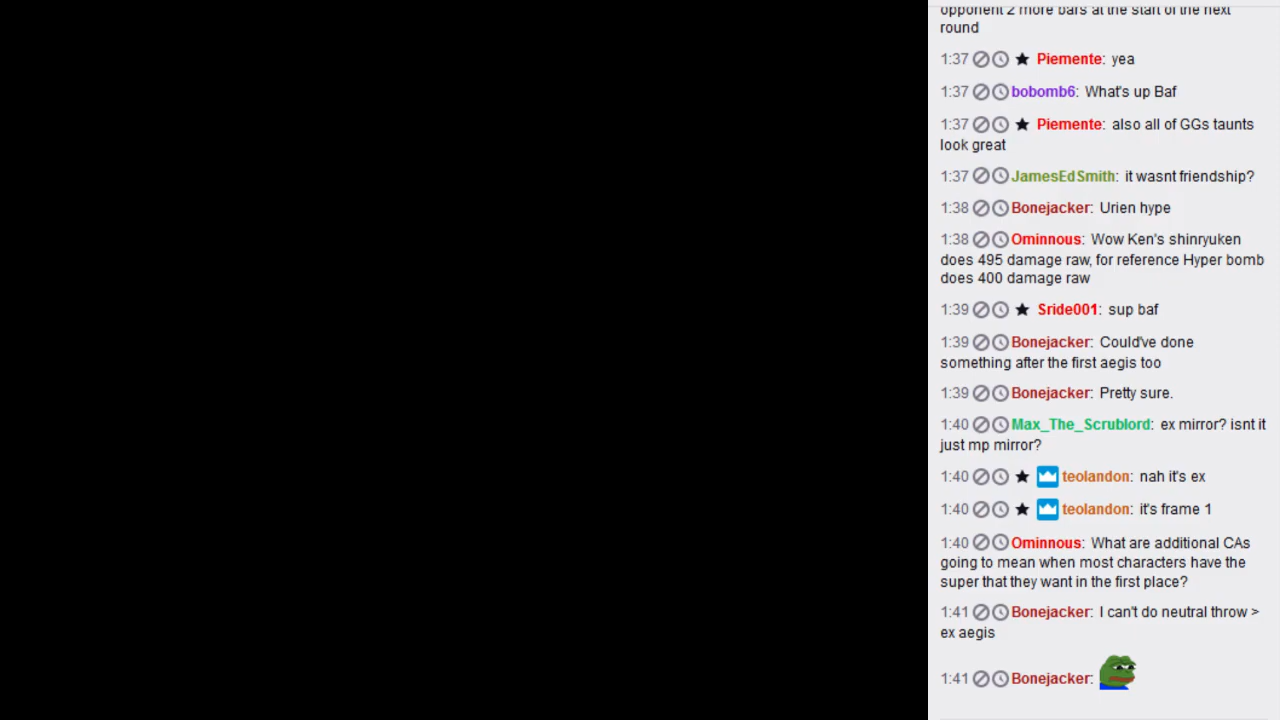 opponent 2 more bars at the start of the next
round
1:37 Piemente: yea
1:37 bobomb6: What's up Baf
1:37 Piemente: also all of GGs taunts
look great
1:37 JamesEdSmith: it wasnt friendship?
1:38 Bonejacker: Urien hype
1:38 Ominnous: Wow Ken's shinryuken
does 495 damage raw, for reference Hyper bomb
does 400 damage raw
1:39 Sride001: sup baf
1:39 Bonejacker: Could've done
something after the first aegis too
1:39 Bonejacker: Pretty sure.
1:40 Max_The_Scrublord: ex mirror? isnt it
just mp mirror?
1:40 teolandon: nah it's ex
1:40 teolandon: it's frame 1
1:40 Ominnous: What are additional CAs
going to mean when most characters have the
super that they want in the first place?
1:41 Bonejacker: I can't do neutral throw >
ex aegis
1:41 Bonejacker: